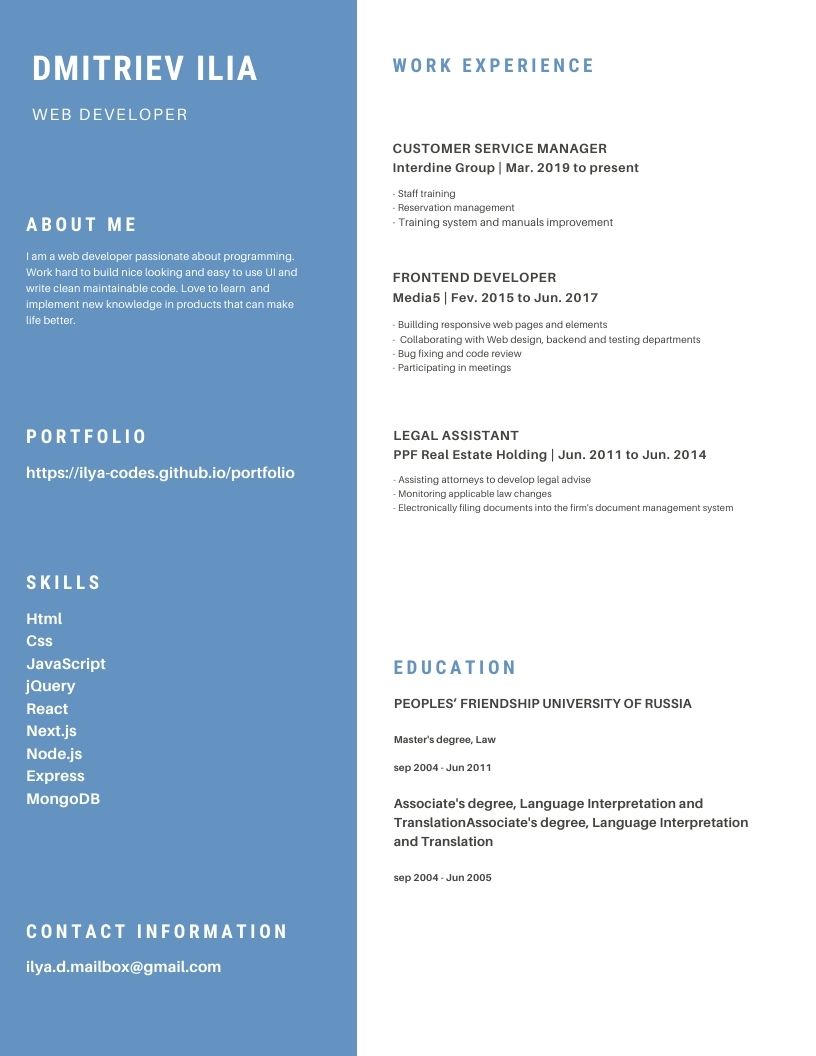 DMITRIEV ILIA
WEB DEVELOPER
ABOUT ME
I am a web developer passionate about programming.
Work hard to build nice looking and easy to use UI and
write clean maintainable code. Love to learn  and
implement new knowledge in products that can make
life better.
PORTFOLIO
https://ilya-codes.github.io/portfolio
SKILLS
Html
Css
JavaScript
jQuery
React
Next.js
Node.js
Express
MongoDB
CONTACT INFORMATION
ilya.d.mailbox@gmail.com
WORK EXPERIENCE
CUSTOMER SERVICE MANAGER
Interdine Group | Mar. 2019 to present
- Staff training
- Reservation management
- Training system and manuals improvement
FRONTEND DEVELOPER
Media5 | Fev. 2015 to Jun. 2017
- Buillding responsive web pages and elements
-  Collaborating with Web design, backend and testing departments
- Bug fixing and code review
- Participating in meetings
LEGAL ASSISTANT
PPF Real Estate Holding | Jun. 2011 to Jun. 2014
- Assisting attorneys to develop legal advise
- Monitoring applicable law changes
- Electronically filing documents into the firm's document management system
EDUCATION
PEOPLES’ FRIENDSHIP UNIVERSITY OF RUSSIA
Master's degree, Law
sep 2004 - Jun 2011
Associate's degree, Language Interpretation and
TranslationAssociate's degree, Language Interpretation
and Translation
sep 2004 - Jun 2005